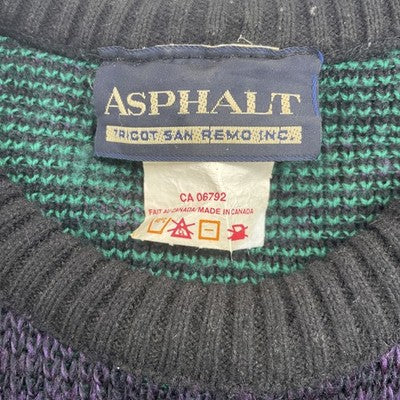 ASPHALT
TRICOT SAN REMO INC.
CA 06792
FAIT AU CANADA/MADE IN CANADA